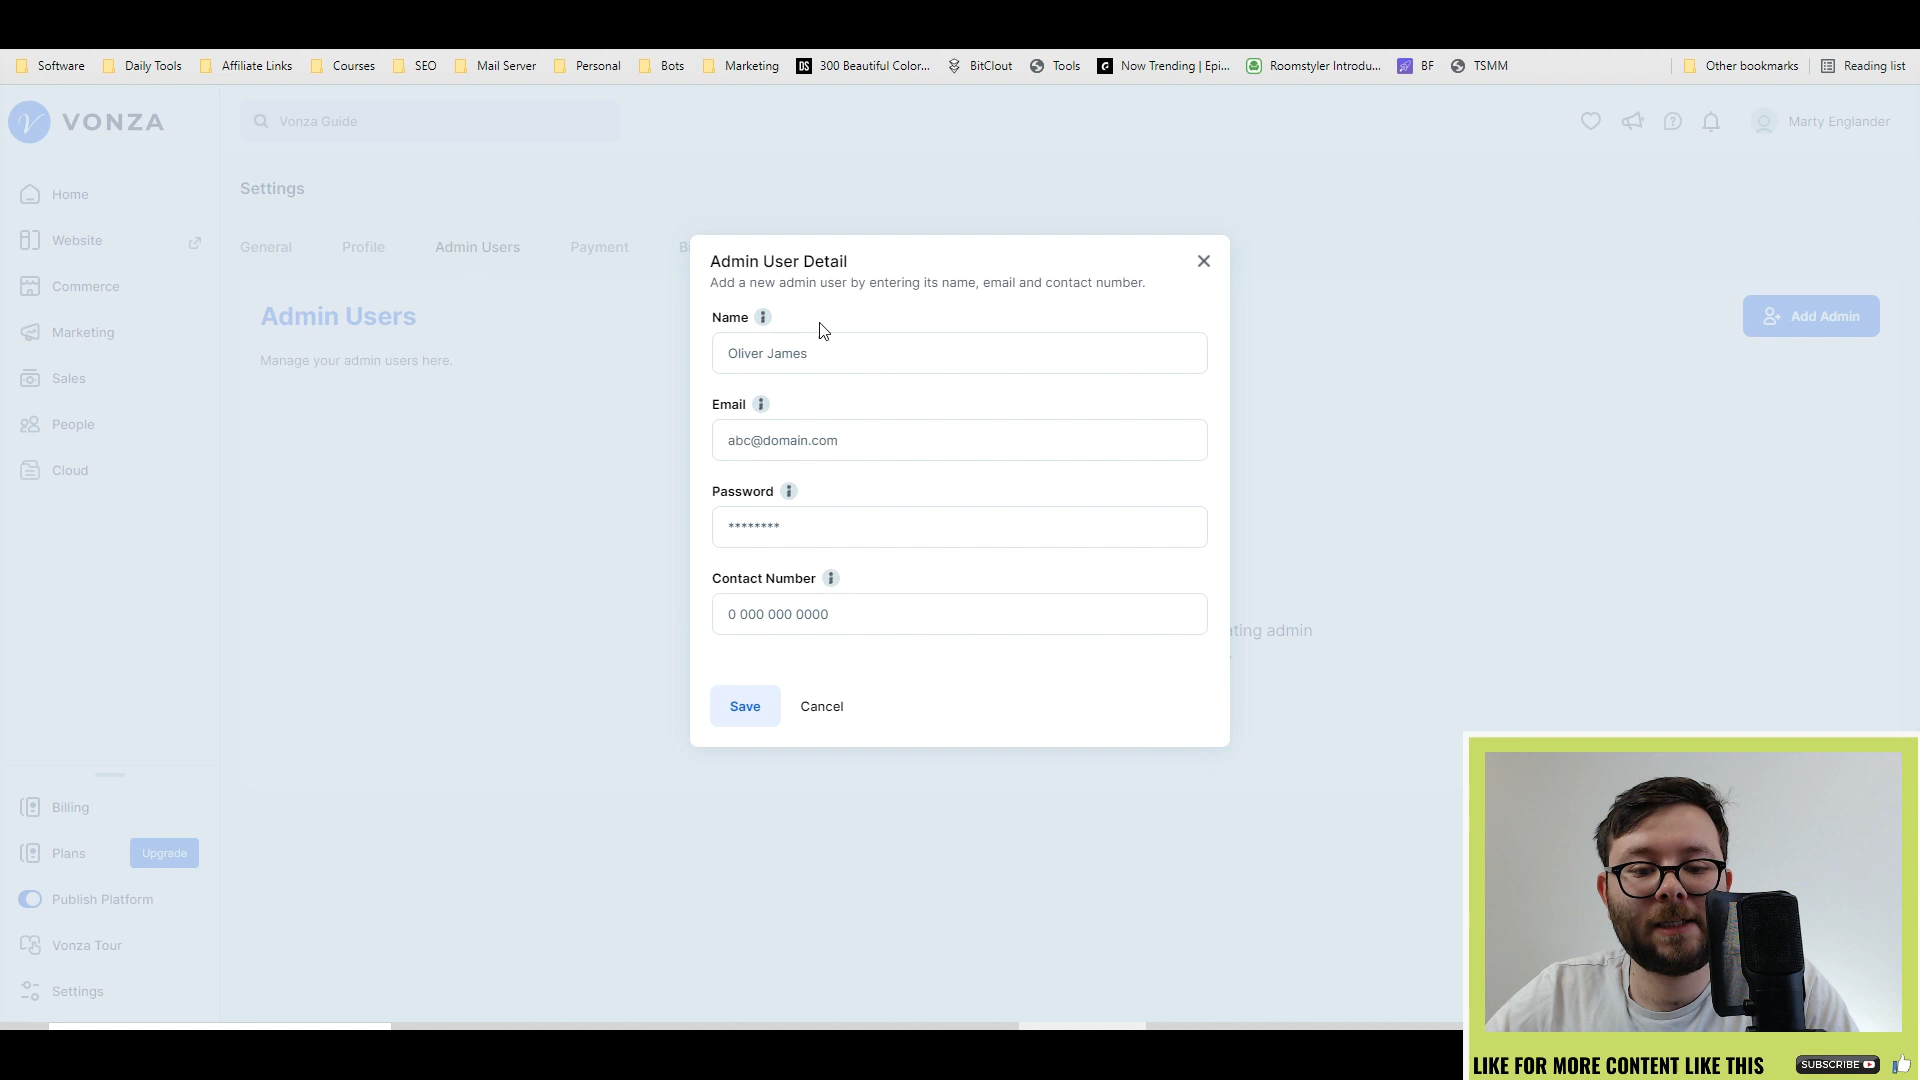 Software Daily Tools Affiliate Links Courses SEO Mail Server Personal Bots Marketing DS 300 Beautiful Color... BitClout Tools Now Trending | Epi... Roomstyler Introdu... BF TSMM Other bookmarks Reading list
VONZA
Vonza Guide
Marty Englander
Home
Website
Commerce
Marketing
Sales
People
Cloud
Billing
Plans Upgrade
Publish Platform
Vonza Tour
Settings
Settings
General Profile Admin Users Payment B
Admin Users
Manage your admin users here.
Add Admin
ating admin
Admin User Detail
Add a new admin user by entering its name, email and contact number.
Name
Oliver James
Email
abc@domain.com
Password
********
Contact Number
0 000 000 0000
Save Cancel
LIKE FOR MORE CONTENT LIKE THIS SUBSCRIBE